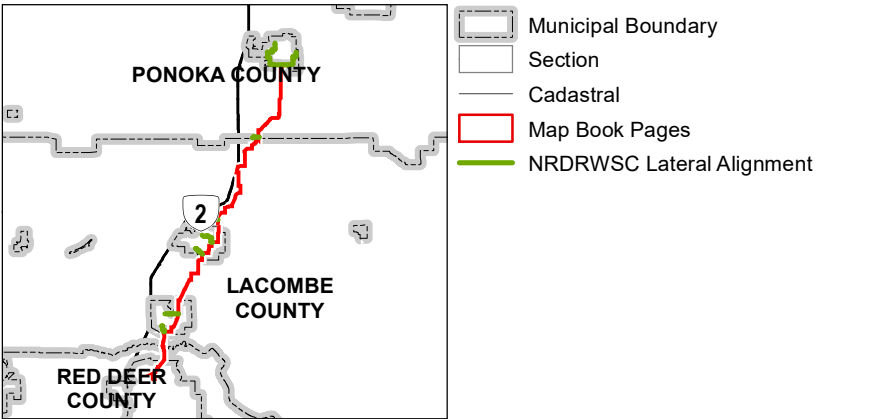 PONOKA COUNTY
2
LACOMBE
COUNTY
RED DEER
COUNTY
Municipal Boundary
Section
Cadastral
Map Book Pages
NRDRWSC Lateral Alignment